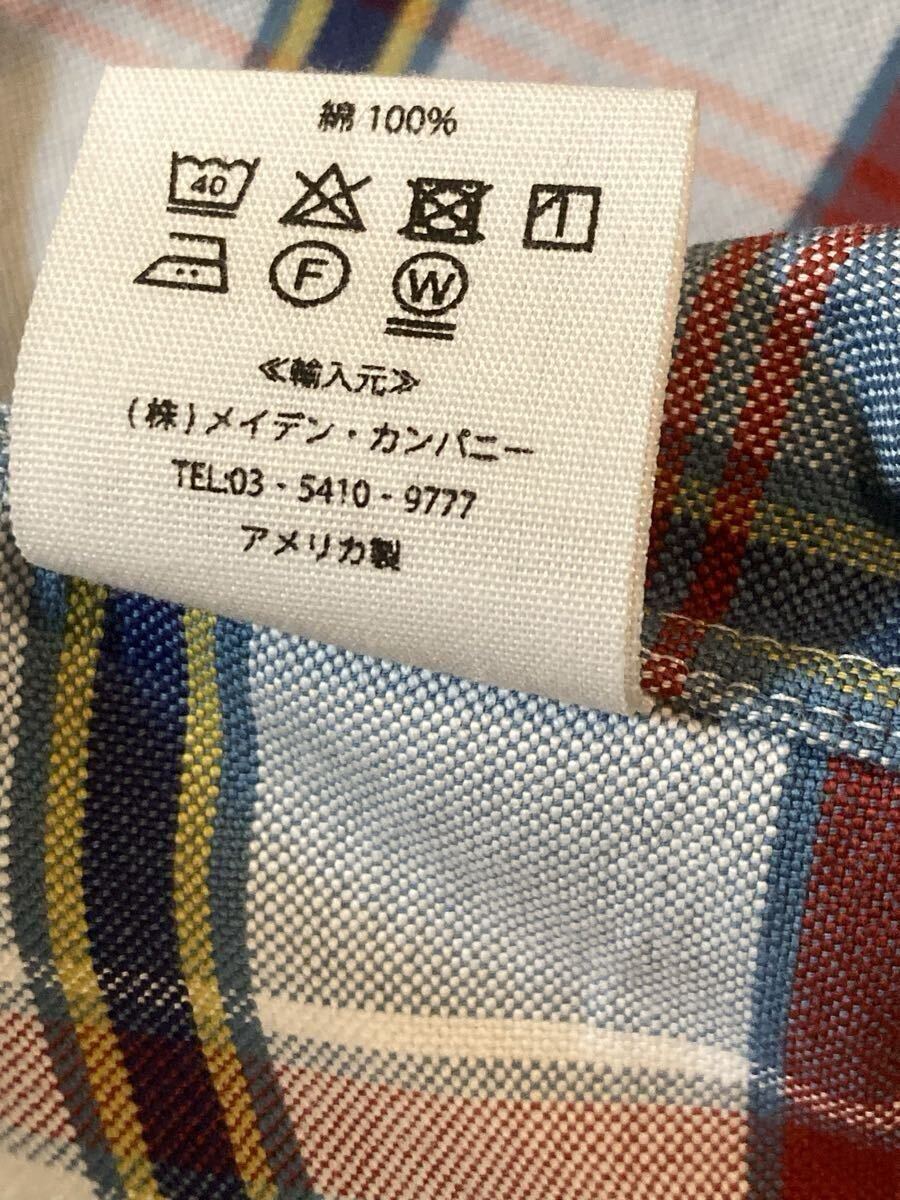 綿 100%
40
F W
≪輸入元≫
(株)メイデン・カンパニー
TEL:03 - 5410 - 9777
アメリカ製